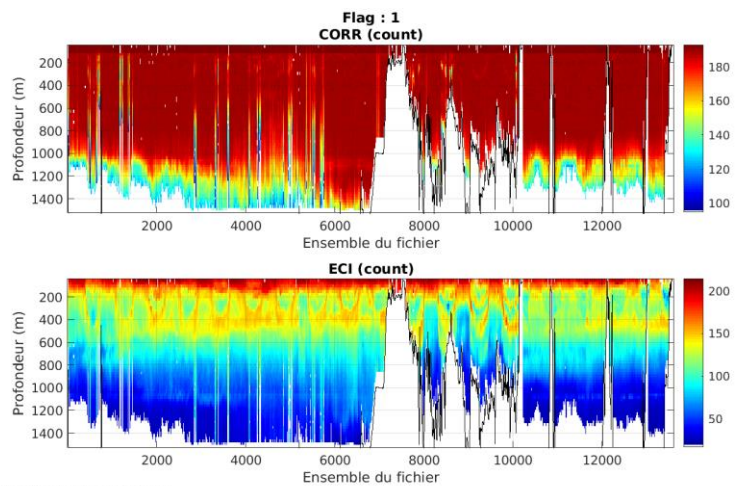 Flag : 1
CORR (count)
Profondeur (m)
200
400
600
800
1000
1200
1400
2000 4000 6000 8000 10000 12000
Ensemble du fichier
180
160
140
120
100
ECI (count)
Profondeur (m)
200
400
600
800
1000
1200
1400
2000 4000 6000 8000 10000 12000
Ensemble du fichier
200
150
100
50